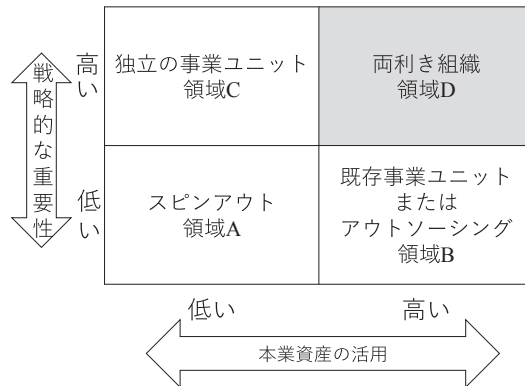 戦略的な重要性
高い
独立の事業ユニット
領域C
両利き組織
領域D
低い
スピンアウト
領域A
既存事業ユニット
または
アウトソーシング
領域B
低い
高い
本業資産の活用